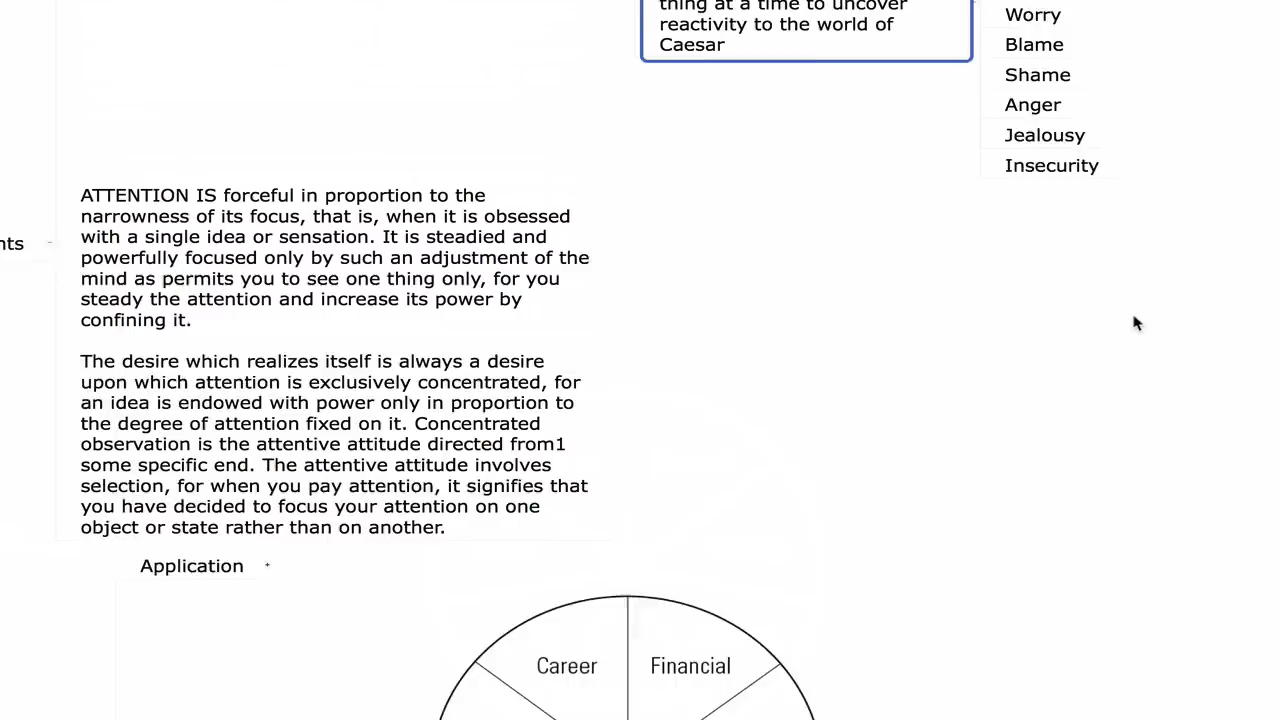 thing at a time to uncover
reactivity to the world of
Caesar
Worry
Blame
Shame
Anger
Jealousy
Insecurity
nts
ATTENTION IS forceful in proportion to the
narrowness of its focus, that is, when it is obsessed
with a single idea or sensation. It is steadied and
powerfully focused only by such an adjustment of the
mind as permits you to see one thing only, for you
steady the attention and increase its power by
confining it.
The desire which realizes itself is always a desire
upon which attention is exclusively concentrated, for
an idea is endowed with power only in proportion to
the degree of attention fixed on it. Concentrated
observation is the attentive attitude directed from1
some specific end. The attentive attitude involves
selection, for when you pay attention, it signifies that
you have decided to focus your attention on one
object or state rather than on another.
Application
Career
Financial